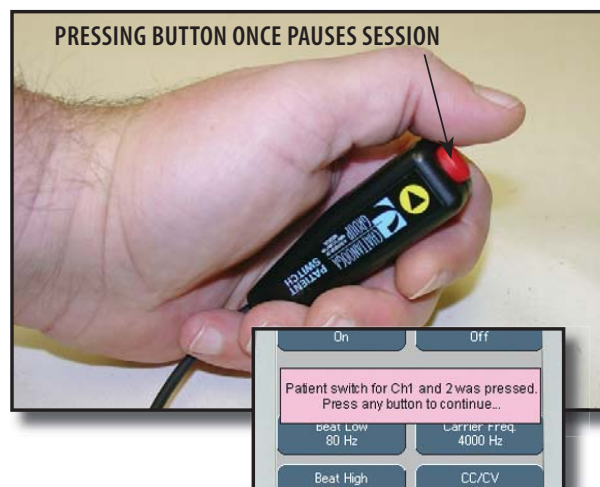 PRESSING BUTTON ONCE PAUSES SESSION
CHATTANOOGA
GROUP
PATIENT
SWITCH
On
Off
Patient switch for Ch1 and 2 was pressed.
Press any button to continue...
Beat Low
80 Hz
Carrier Freq.
4000 Hz
Beat High
CC/CV